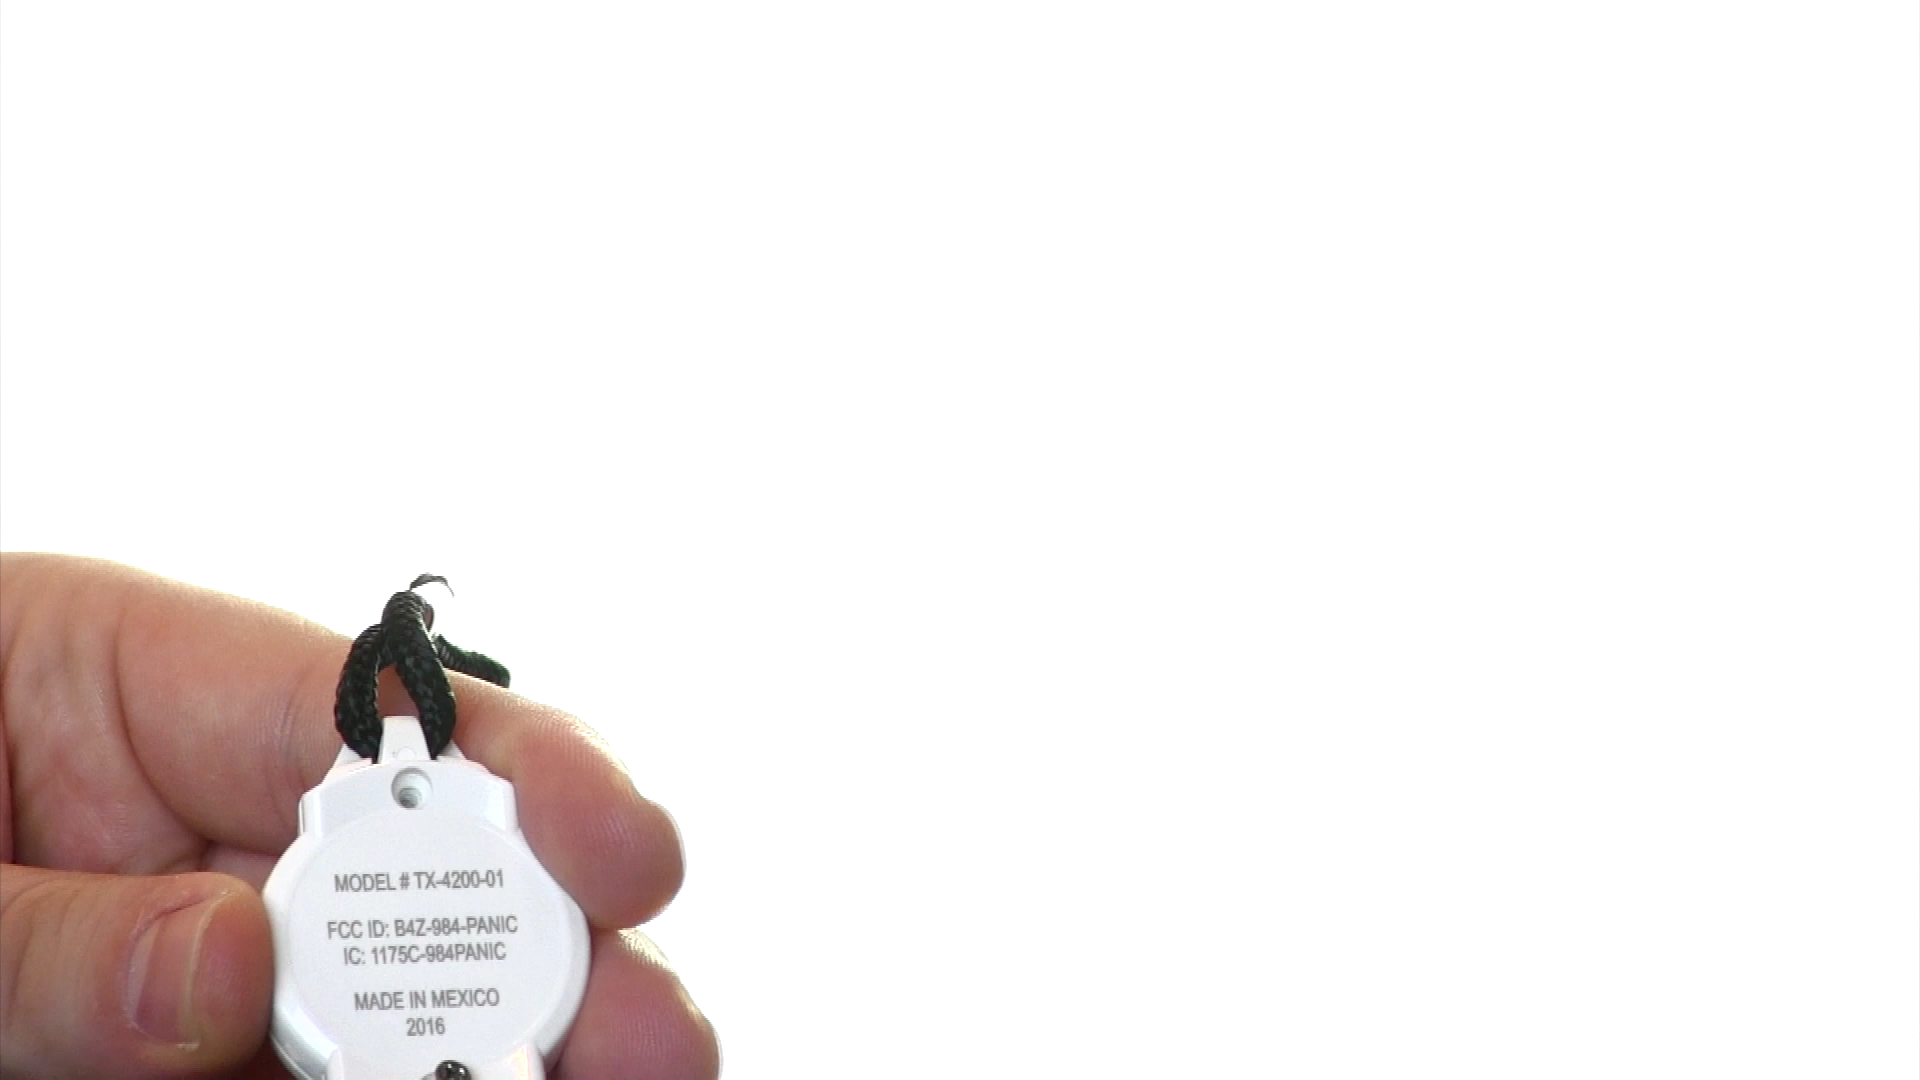 MODEL # TX-4200-01
FCC ID: B4Z-984-PANIC
IC: 1175C-984PANIC
MADE IN MEXICO
2016